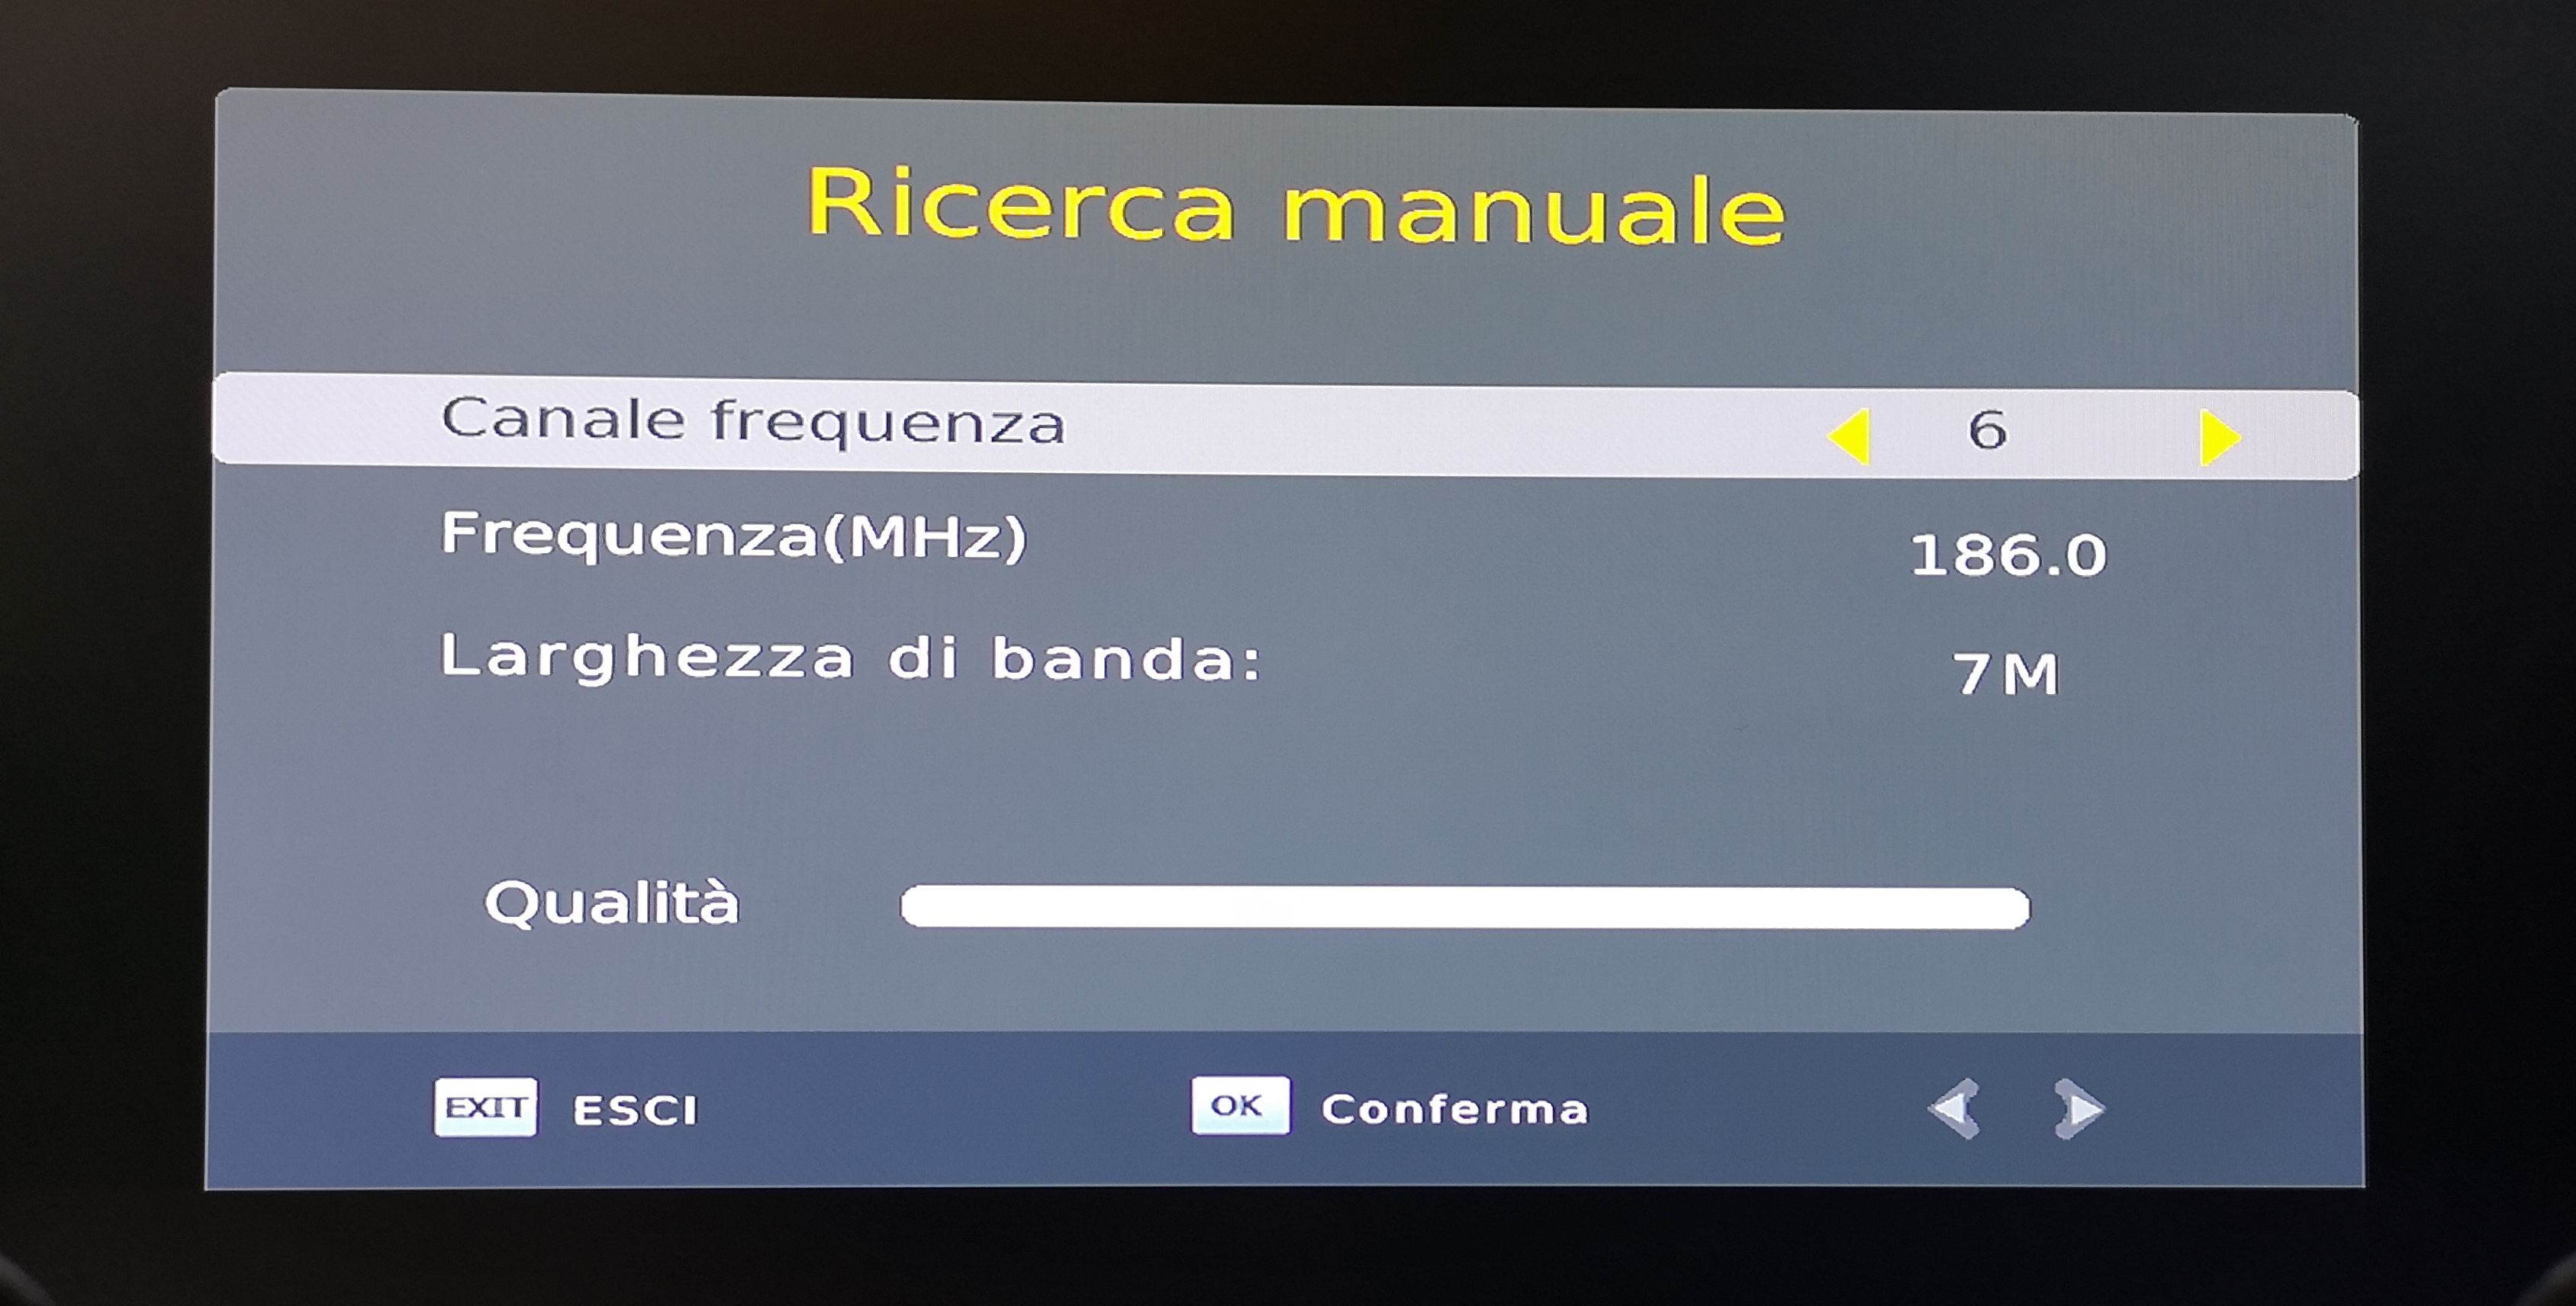 Ricerca manuale
Canale frequenza 6
Frequenza(MHz) 186.0
Larghezza di banda: 7M
Qualità
EXIT ESCI OK Conferma